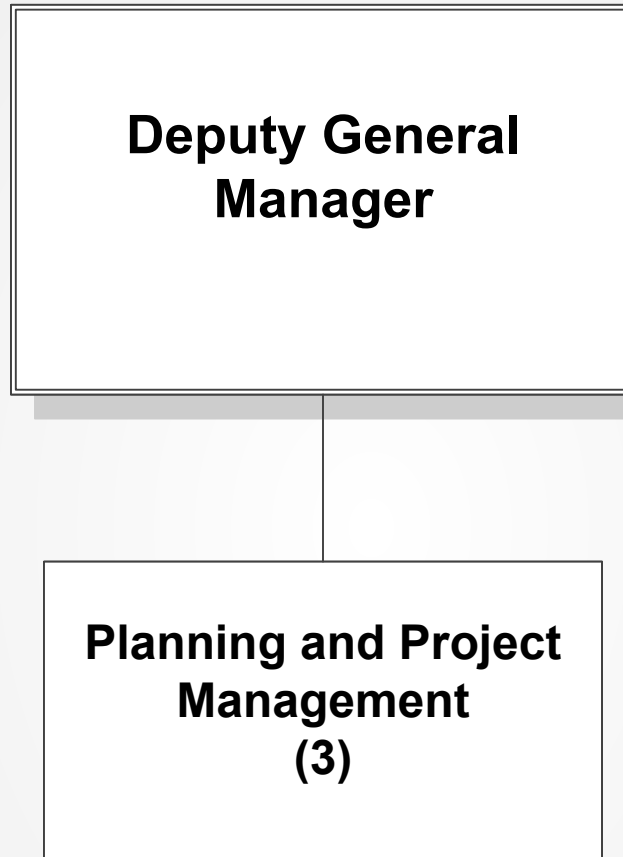 Deputy General
Manager
Planning and Project
Management
(3)